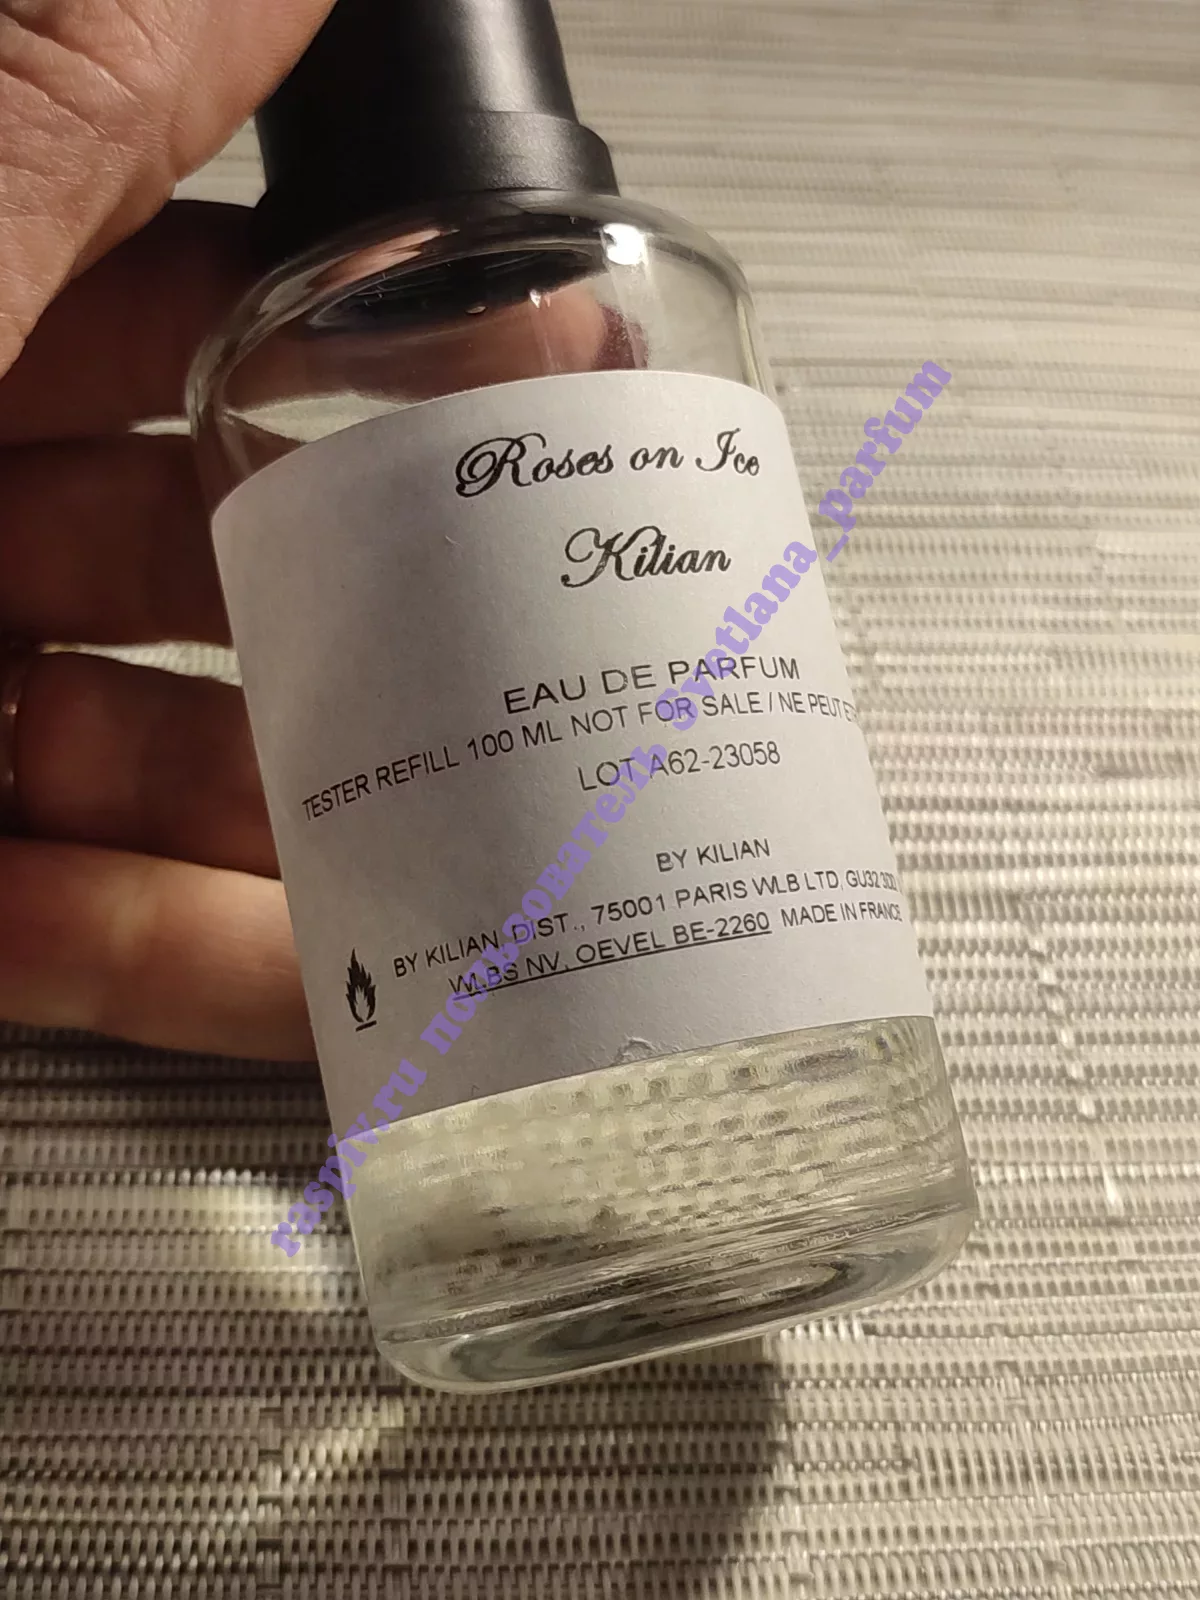 Roses on Ice
Kilian
EAU DE PARFUM
TESTER REFILL 100 ML NOT FOR SALE / NE PEUT
LOT A62-23058
BY KILIAN
BY KILIAN DIST., 75001 PARIS WLB LTD, GU32
WLBS NV, OEVEL BE-2260 MADE IN FRANCE
raspiv.ru пользователь Svetlana_parfum